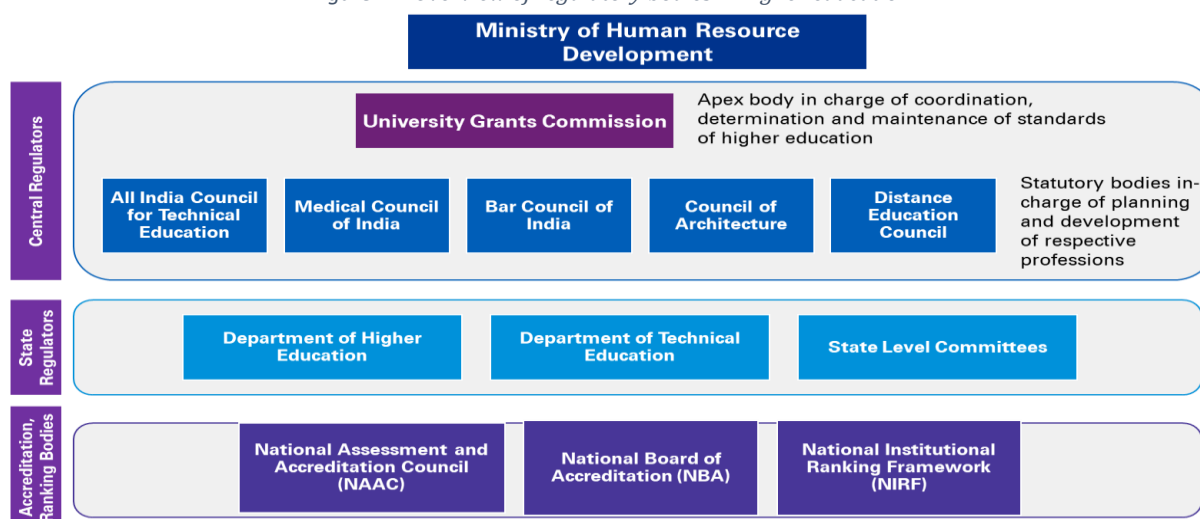 Ministry of Human Resource
Development
Central Regulators
University Grants Commission
Apex body in charge of coordination,
determination and maintenance of standards
of higher education
All India Council
for Technical
Education
Medical Council
of India
Bar Council of
India
Council of
Architecture
Distance
Education
Council
Statutory bodies in-
charge of planning
and development
of respective
professions
State
Regulators
Department of Higher
Education
Department of Technical
Education
State Level Committees
Accreditation,
Ranking Bodies
National Assessment and
Accreditation Council
(NAAC)
National Board of
Accreditation (NBA)
National Institutional
Ranking Framework
(NIRF)